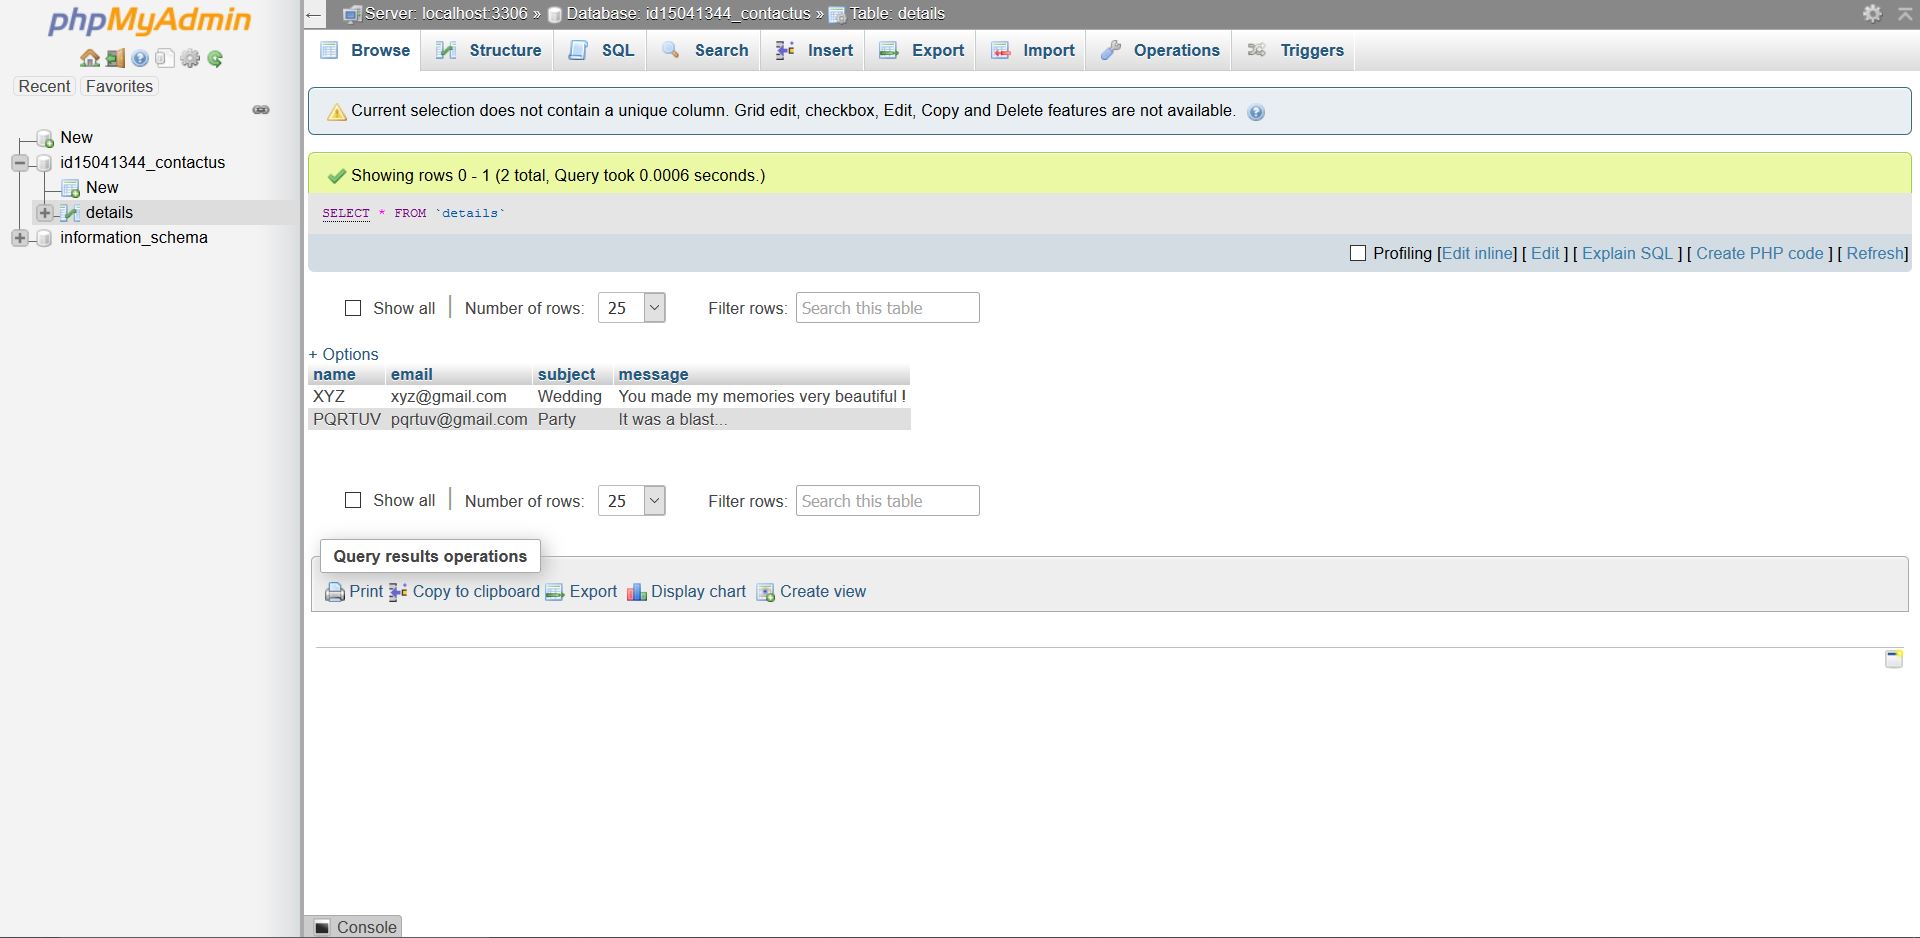 phpMyAdmin
Recent Favorites
New
id15041344_contactus
New
details
information_schema
← Server: localhost:3306 » Database: id15041344_contactus » Table: details
Browse Structure SQL Search Insert Export Import Operations Triggers
Current selection does not contain a unique column. Grid edit, checkbox, Edit, Copy and Delete features are not available.
Showing rows 0 - 1 (2 total, Query took 0.0006 seconds.)
SELECT * FROM `details`
Profiling [Edit inline] [ Edit ] [ Explain SQL ] [ Create PHP code ] [ Refresh]
Show all | Number of rows: 25 Filter rows: Search this table
+ Options
name email subject message
XYZ xyz@gmail.com Wedding You made my memories very beautiful !
PQRTUV pqrtuv@gmail.com Party It was a blast...
Show all | Number of rows: 25 Filter rows: Search this table
Query results operations
Print Copy to clipboard Export Display chart Create view
Console